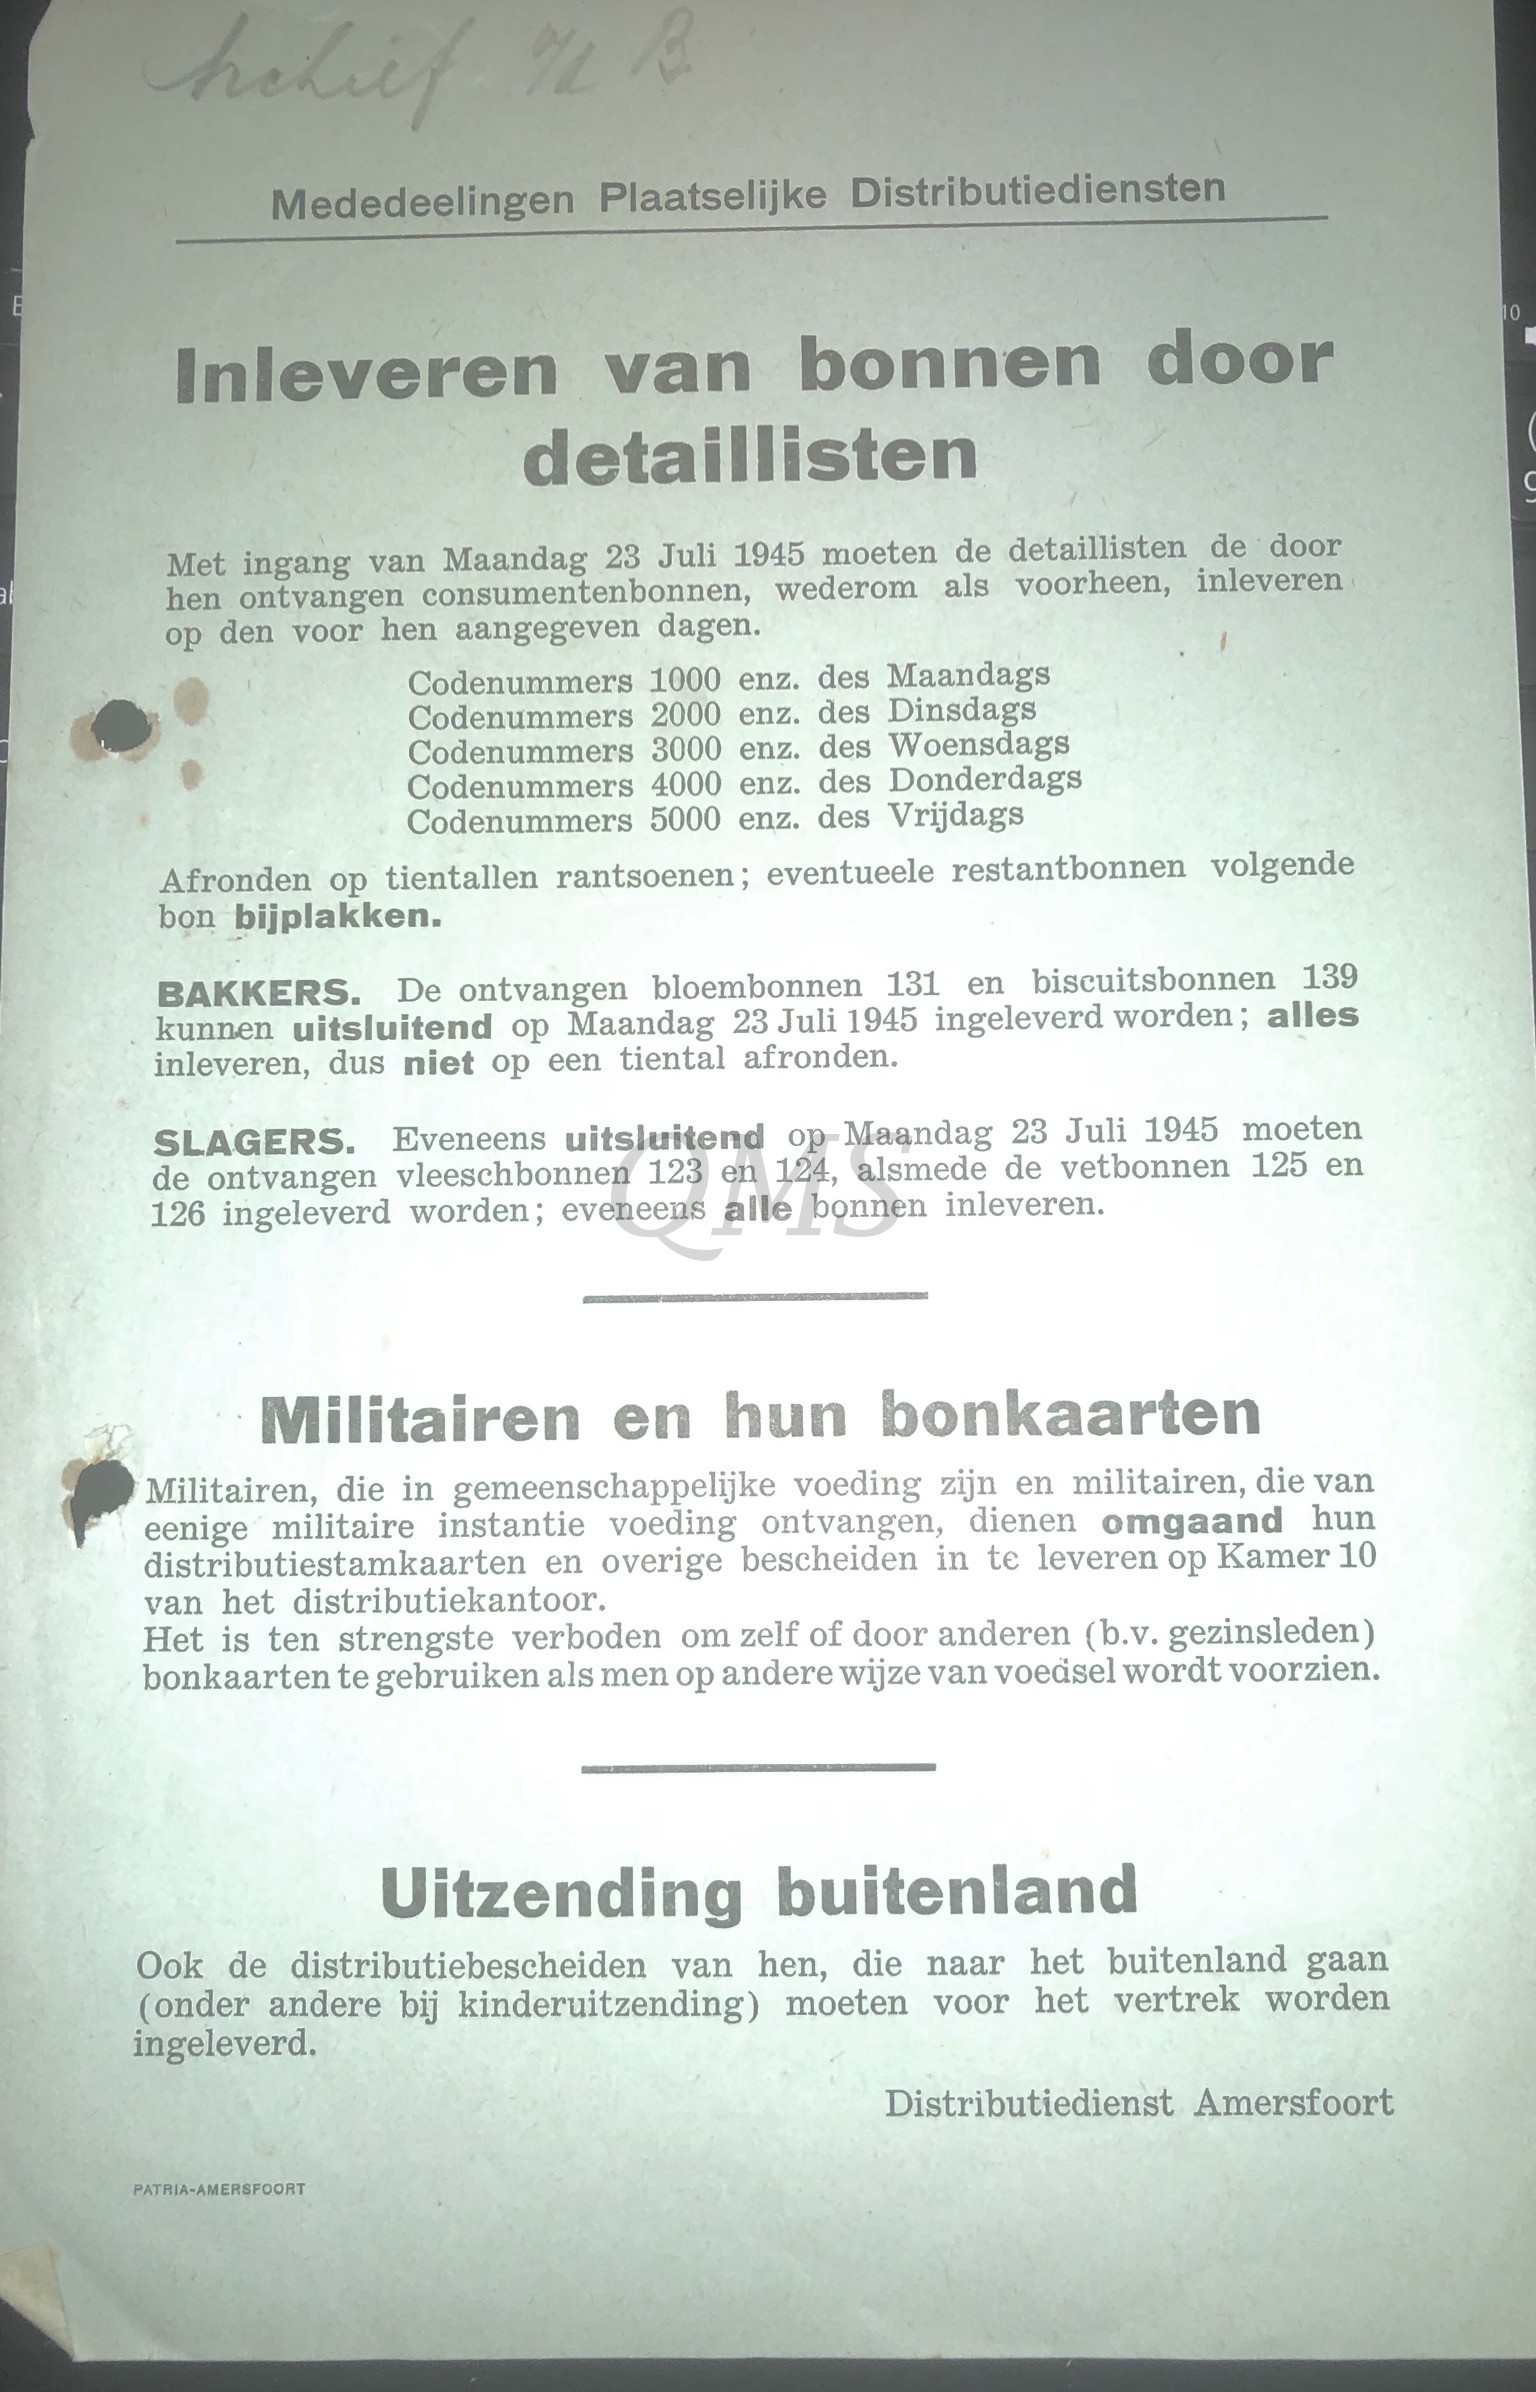 Archief
Mededeelingen Plaatselijke Distributiediensten
Inleveren van bonnen door
detaillisten
Met ingang van Maandag 23 Juli 1945 moeten de detaillisten de door
hen ontvangen consumentenbonnen, wederom als voorheen, inleveren
op den voor hen aangegeven dagen.
Codenummers 1000 enz. des Maandags
Codenummers 2000 enz. des Dinsdags
Codenummers 3000 enz. des Woensdags
Codenummers 4000 enz. des Donderdags
Codenummers 5000 enz. des Vrijdags
Afronden op tientallen rantsoenen; eventueele restantbonnen volgende
bon bijplakken.
BAKKERS. De ontvangen bloembonnen 131 en biscuitsbonnen 139
kunnen uitsluitend op Maandag 23 Juli 1945 ingeleverd worden; alles
inleveren, dus niet op een tiental afronden.
SLAGERS. Eveneens uitsluitend op Maandag 23 Juli 1945 moeten
de ontvangen vleeschbonnen 123 en 124, alsmede de vetbonnen 125 en
126 ingeleverd worden; eveneens alle bonnen inleveren.
QMS
Militairen en hun bonkaarten
Militairen, die in gemeenschappelijke voeding zijn en militairen, die van
eenige militaire instantie voeding ontvangen, dienen omgaand hun
distributiestamkaarten en overige bescheiden in te leveren op Kamer 10
van het distributiekantoor.
Het is ten strengste verboden om zelf of door anderen (b.v. gezinsleden)
bonkaarten te gebruiken als men op andere wijze van voedsel wordt voorzien.
Uitzending buitenland
Ook de distributiebescheiden van hen, die naar het buitenland gaan
(onder andere bij kinderuitzending) moeten voor het vertrek worden
ingeleverd.
Distributiedienst Amersfoort
PATRIA-AMERSFOORT